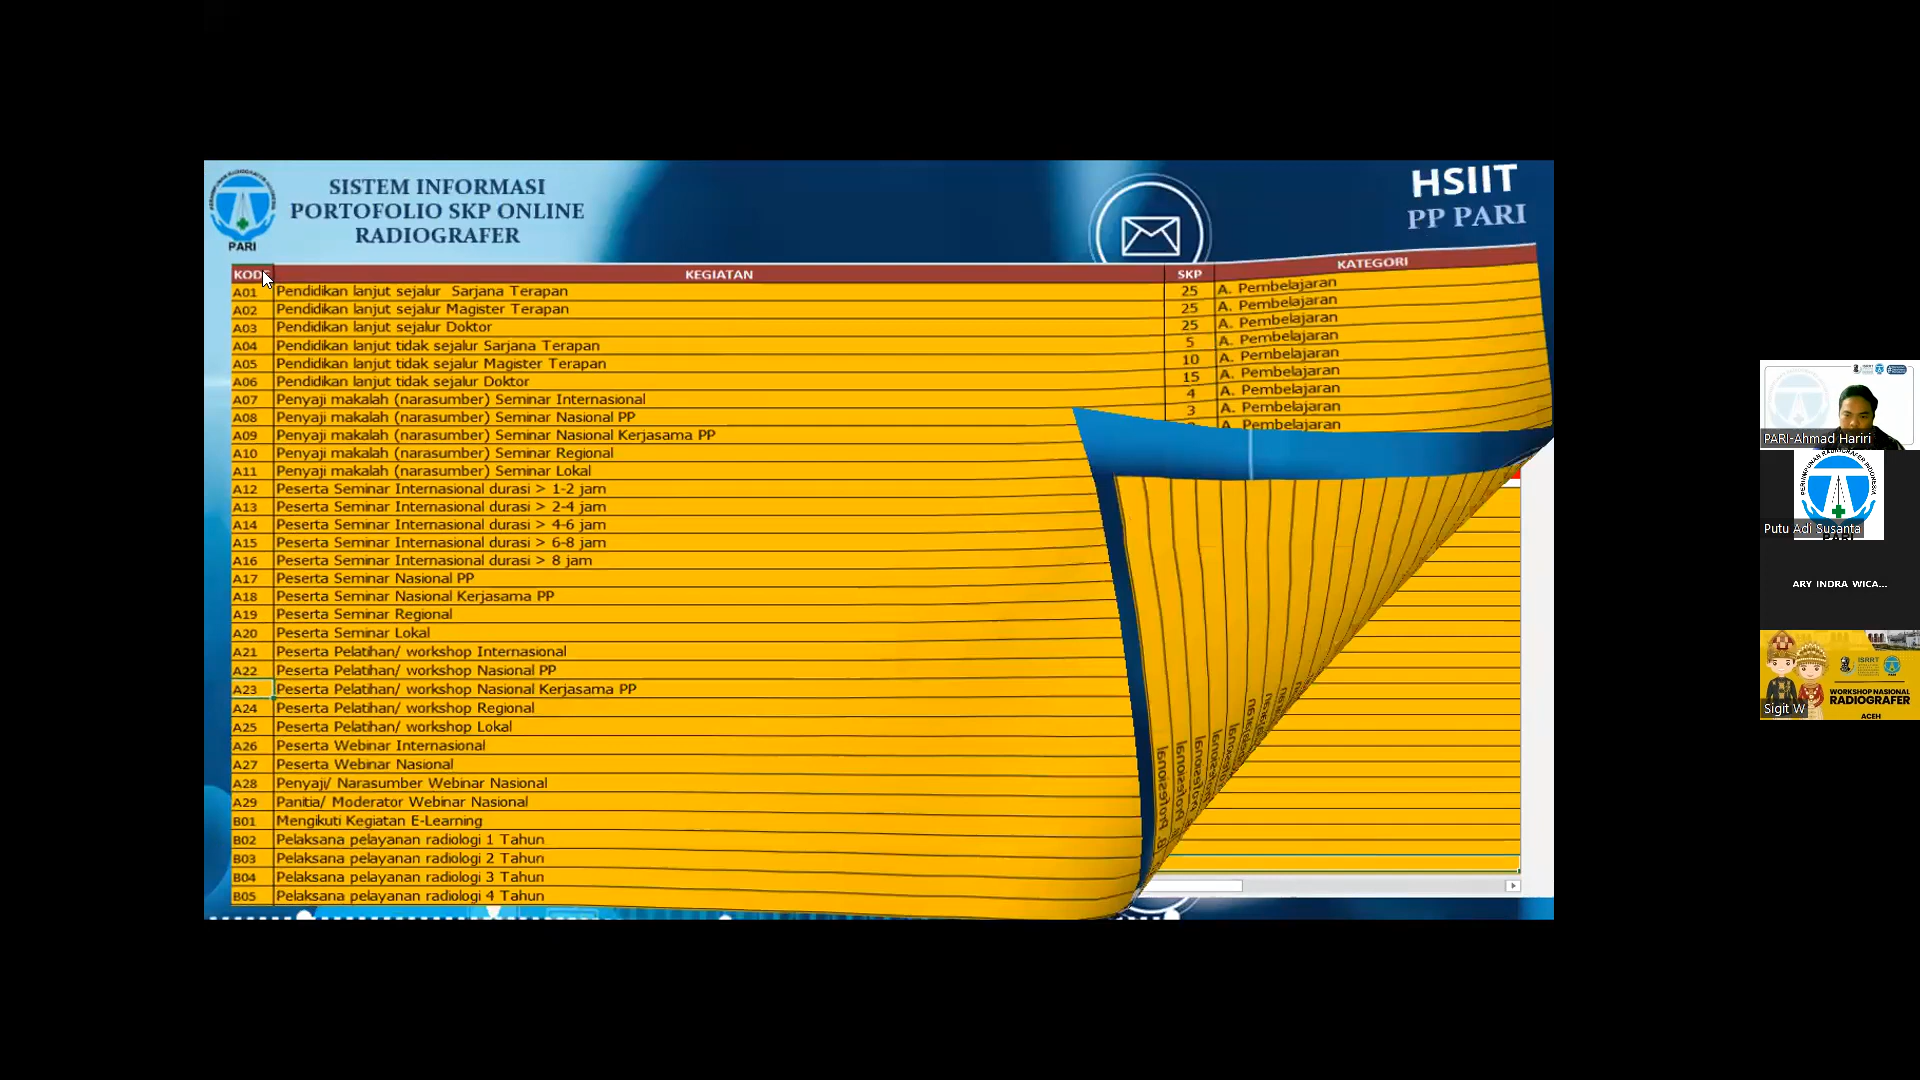 SISTEM INFORMASI
PORTOFOLIO SKP ONLINE
RADIOGRAFER
PARI
HSIIT
PP PARI
KODE KEGIATAN SKP KATEGORI
A01 Pendidikan lanjut sejalur Sarjana Terapan 25 A. Pembelajaran
A02 Pendidikan lanjut sejalur Magister Terapan 25 A. Pembelajaran
A03 Pendidikan lanjut sejalur Doktor 25 A. Pembelajaran
A04 Pendidikan lanjut tidak sejalur Sarjana Terapan 5 A. Pembelajaran
A05 Pendidikan lanjut tidak sejalur Magister Terapan 10 A. Pembelajaran
A06 Pendidikan lanjut tidak sejalur Doktor 15 A. Pembelajaran
A07 Penyaji makalah (narasumber) Seminar Internasional 4 A. Pembelajaran
A08 Penyaji makalah (narasumber) Seminar Nasional PP 3 A. Pembelajaran
A09 Penyaji makalah (narasumber) Seminar Nasional Kerjasama PP A. Pembelajaran
A10 Penyaji makalah (narasumber) Seminar Regional
A11 Penyaji makalah (narasumber) Seminar Lokal
A12 Peserta Seminar Internasional durasi > 1-2 jam
A13 Peserta Seminar Internasional durasi > 2-4 jam
A14 Peserta Seminar Internasional durasi > 4-6 jam
A15 Peserta Seminar Internasional durasi > 6-8 jam
A16 Peserta Seminar Internasional durasi > 8 jam
A17 Peserta Seminar Nasional PP
A18 Peserta Seminar Nasional Kerjasama PP
A19 Peserta Seminar Regional
A20 Peserta Seminar Lokal
A21 Peserta Pelatihan/ workshop Internasional
A22 Peserta Pelatihan/ workshop Nasional PP
A23 Peserta Pelatihan/ workshop Nasional Kerjasama PP
A24 Peserta Pelatihan/ workshop Regional
A25 Peserta Pelatihan/ workshop Lokal
A26 Peserta Webinar Internasional
A27 Peserta Webinar Nasional
A28 Penyaj/ Narasumber Webinar Nasional
A29 Panitia/ Moderator Webinar Nasional
B01 Mengikuti Kegiatan E-Learning
B02 Pelaksana pelayanan radiologi 1 Tahun
B03 Pelaksana pelayanan radiologi 2 Tahun
B04 Pelaksana pelayanan radiologi 3 Tahun
B05 Pelaksana pelayanan radiologi 4 Tahun
PARI-Ahmad Hariri
PERHIMPUNAN RADIOGRAFER INDONESIA
Putu Adi Susanta
PARI
ARY INDRA WICA...
ISRRT
WORKSHOP NASIONAL
RADIOGRAFER
ACEH
Sigit W